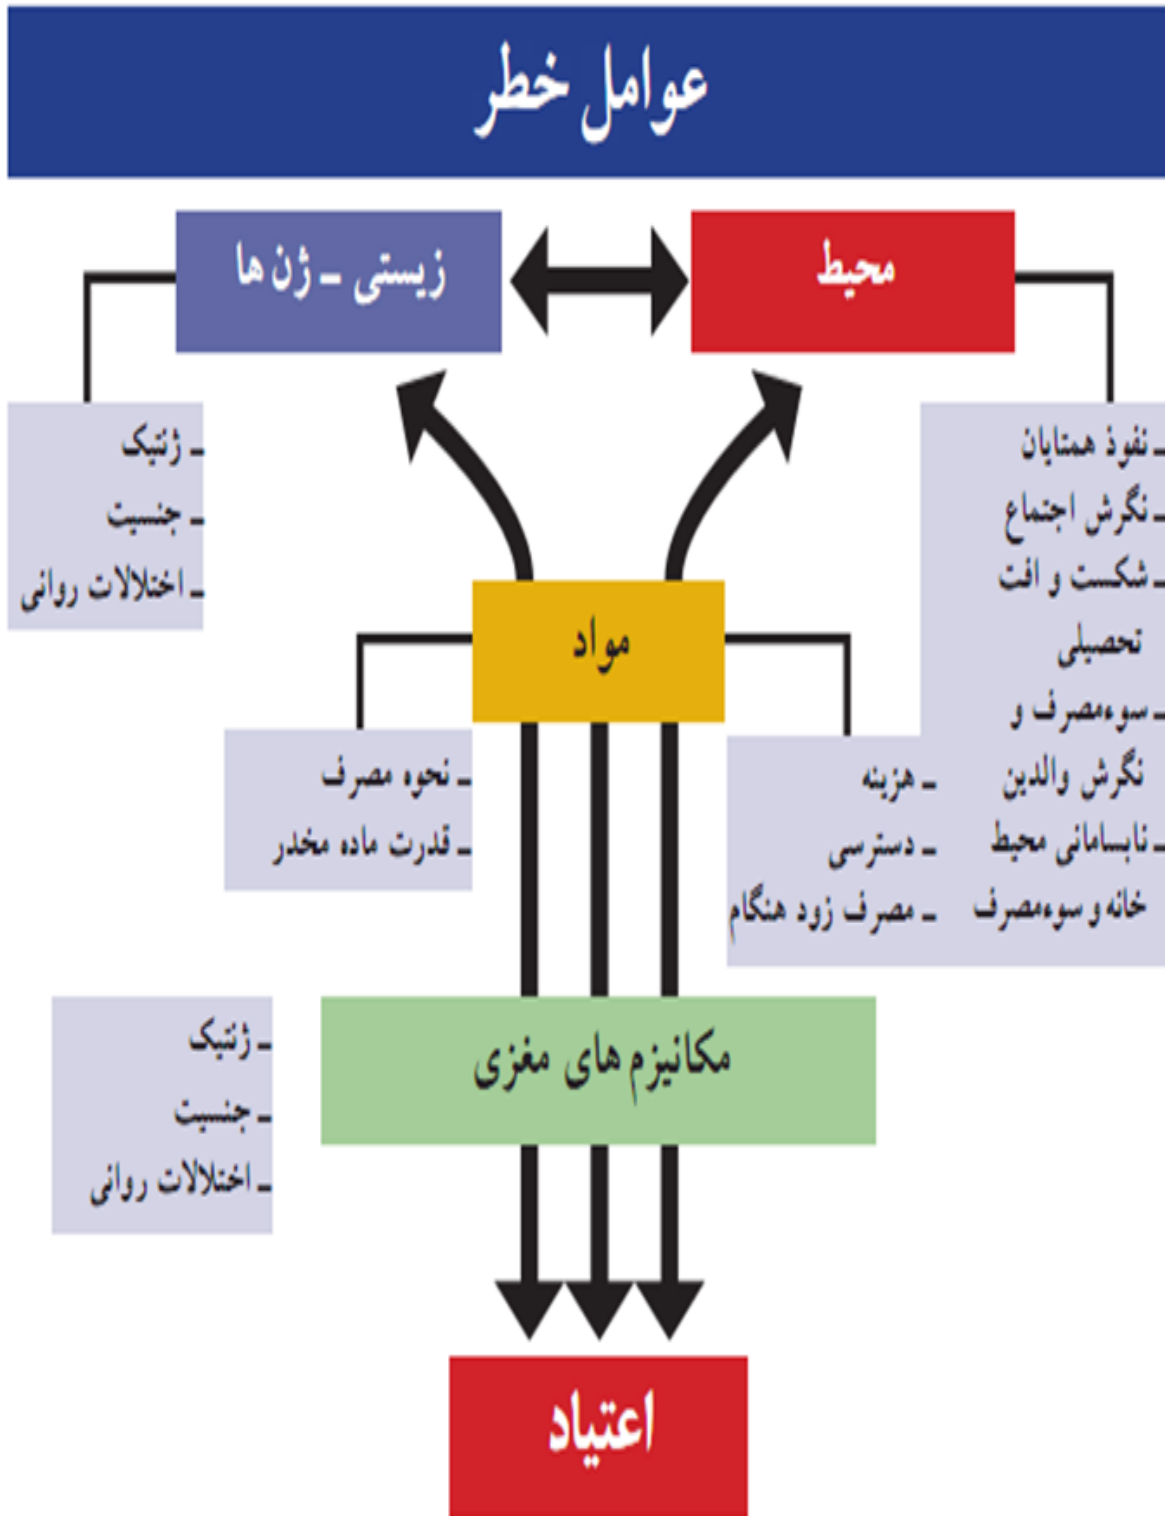 عوامل خطر
محیط
زیستی ـ ژن ها
ـ نفوذ همتایان
ـ نگرش اجتماع
ـ شکست و افت
تحصیلی
ـ سوءمصرف و
نگرش والدین
ـ نابسامانی محیط
خانه و سوءمصرف
ـ ژنتیک
ـ جنسیت
ـ اختلالات روانی
مواد
ـ هزینه
ـ دسترسی
ـ مصرف زود هنگام
ـ نحوه مصرف
ـ قدرت ماده مخدر
مکانیزم های مغزی
ـ ژنتیک
ـ جنسیت
ـ اختلالات روانی
اعتیاد